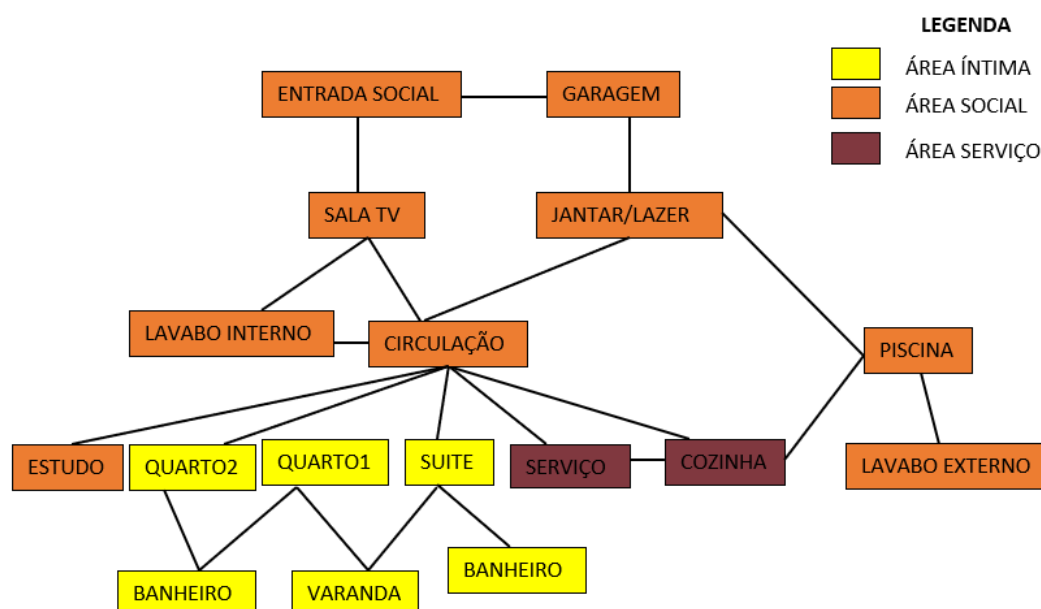 LEGENDA
ÁREA ÍNTIMA
ÁREA SOCIAL
ÁREA SERVIÇO
ENTRADA SOCIAL
GARAGEM
SALA TV
JANTAR/LAZER
LAVABO INTERNO
CIRCULAÇÃO
PISCINA
ESTUDO
QUARTO2
QUARTO1
SUITE
SERVIÇO
COZINHA
LAVABO EXTERNO
BANHEIRO
VARANDA
BANHEIRO